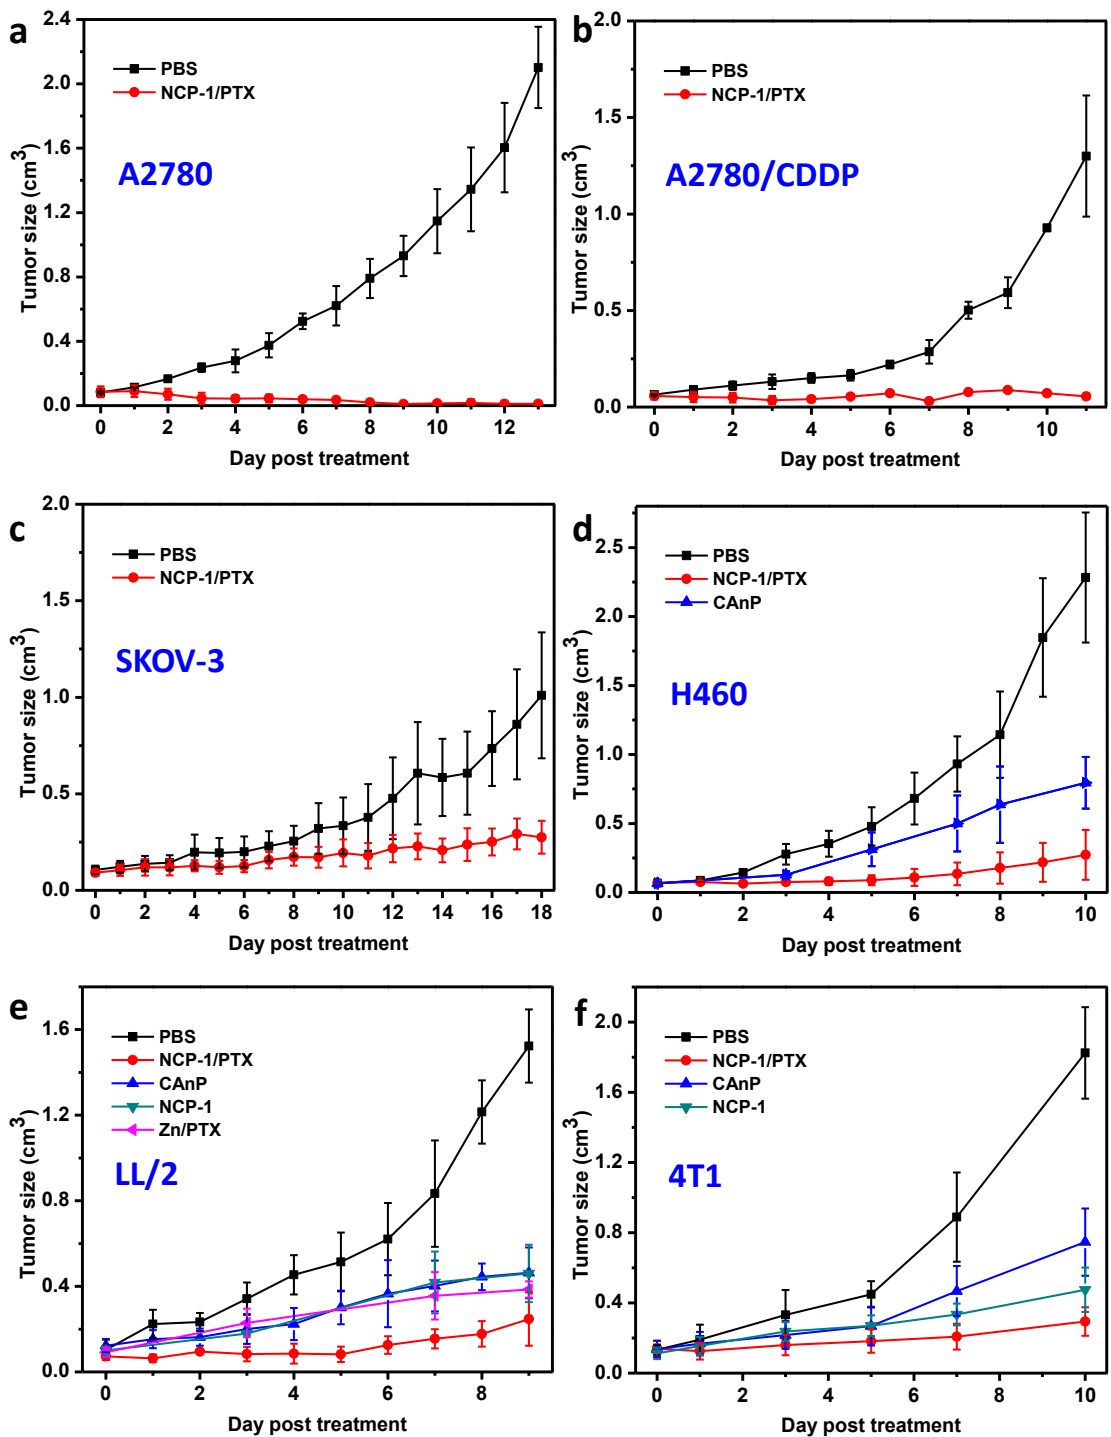 a
2.4
2.0
1.6
1.2
0.8
0.4
0.0
Tumor size (cm³)
PBS
NCP-1/PTX
A2780
0 2 4 6 8 10 12
Day post treatment
b
2.0
1.5
1.0
0.5
0.0
Tumor size (cm³)
PBS
NCP-1/PTX
A2780/CDDP
0 2 4 6 8 10
Day post treatment
c
2.0
1.5
1.0
0.5
0.0
Tumor size (cm³)
PBS
NCP-1/PTX
SKOV-3
0 2 4 6 8 10 12 14 16 18
Day post treatment
d
2.5
2.0
1.5
1.0
0.5
0.0
Tumor size (cm³)
PBS
NCP-1/PTX
CAnP
H460
0 2 4 6 8 10
Day post treatment
e
1.6
1.2
0.8
0.4
0.0
Tumor size (cm³)
PBS
NCP-1/PTX
CAnP
NCP-1
Zn/PTX
LL/2
0 2 4 6 8
Day post treatment
f
2.0
1.6
1.2
0.8
0.4
0.0
Tumor size (cm³)
PBS
NCP-1/PTX
CAnP
NCP-1
4T1
0 2 4 6 8 10
Day post treatment